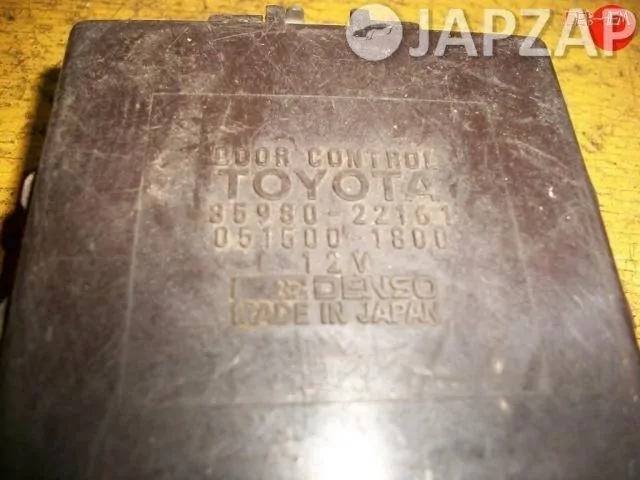 JAPZAP
DOOR CONTROL
TOYOTA
85980-22161
051500-1800
12V
DENSO
MADE IN JAPAN